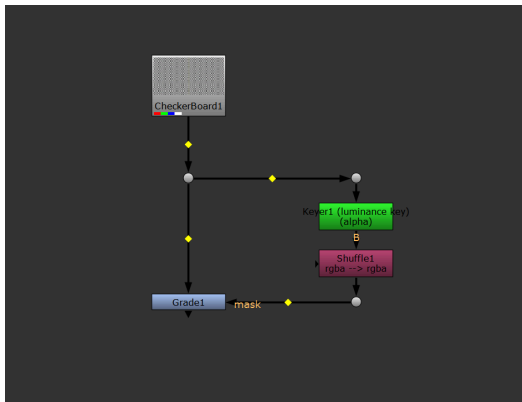 CheckerBoard1
Keyer1 (luminance key)
(alpha)
B
Shuffle1
rgba --> rgba
Grade1
mask